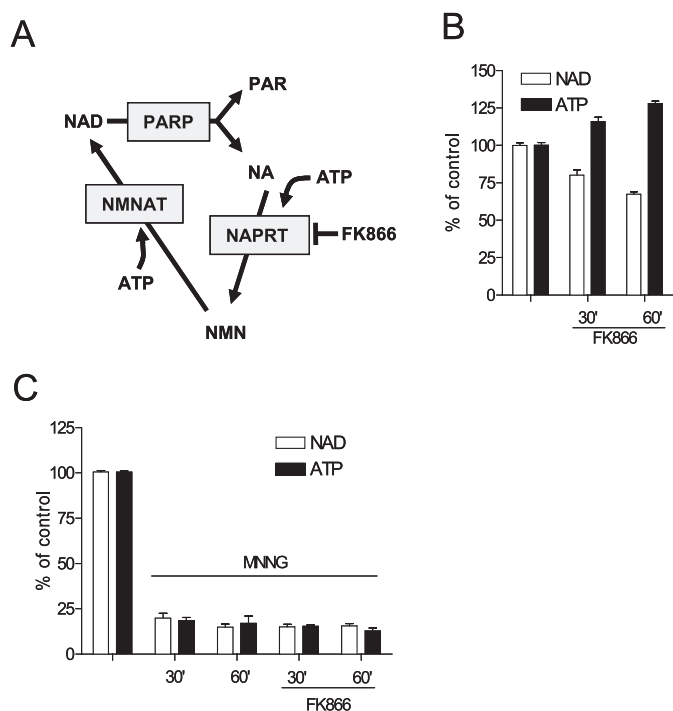 A
PAR
NAD
PARP
NA
ATP
NMNAT
NAPRT
FK866
ATP
NMN
B
150
125
100
75
50
25
0
% of control
NAD
ATP
30'
60'
FK866
C
125
100
75
50
25
0
% of control
NAD
ATP
MNNG
30'
60'
30'
60'
FK866